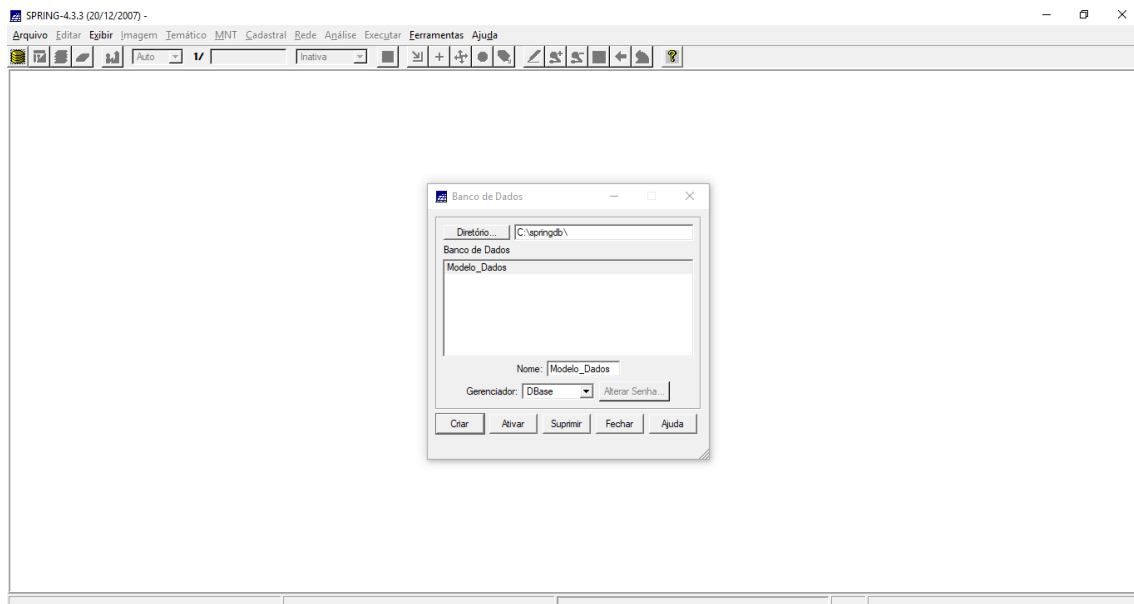 SPRING-4.3.3 (20/12/2007) -
Arquivo Editar Exibir Imagem Temático MNT Cadastral Rede Análise Executar Ferramentas Ajuda
Auto 1/ Inativa
Banco de Dados
Diretório... C:\springdb\
Banco de Dados
Modelo_Dados
Nome: Modelo_Dados
Gerenciador: DBase Alterar Senha...
Criar Ativar Suprimir Fechar Ajuda